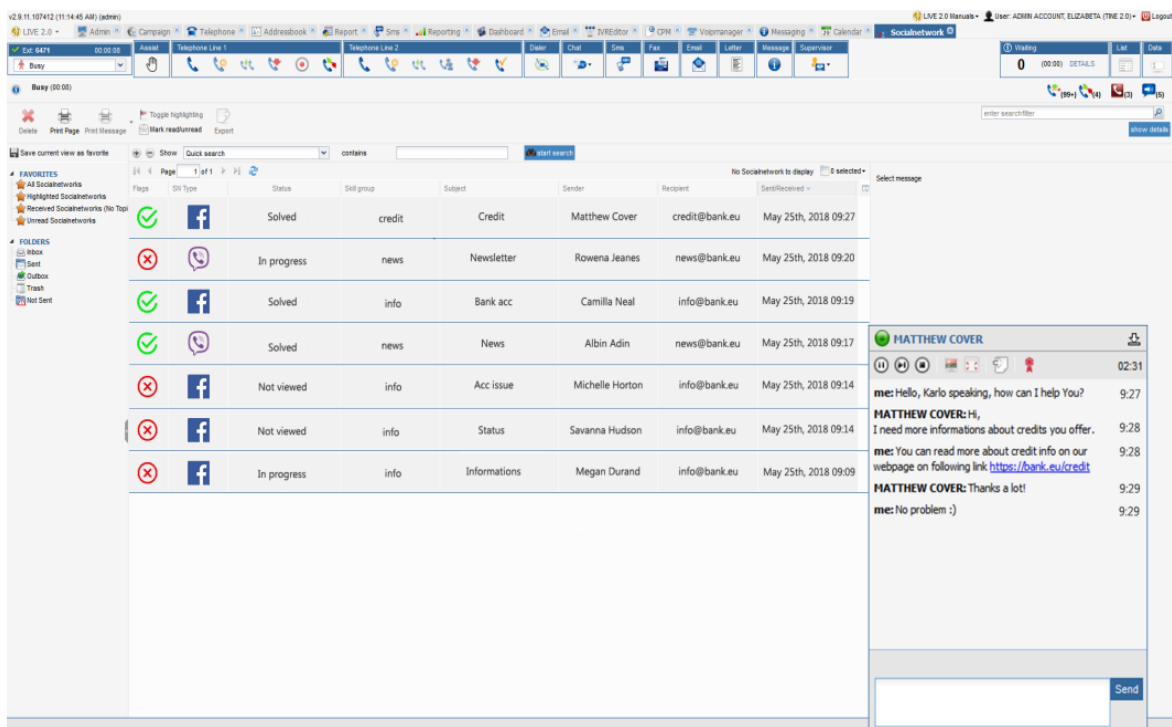 v2.9.11.107412 (11:14:45 AM) (admin)
LIVE 2.0 Manuals User: ADMIN ACCOUNT, ELIZABETA (TINE 2.0) Logout
LIVE 2.0 Admin Campaign Telephone Addressbook Report Sms Reporting Dashboard Email IVREditor CPM Voipmanager Messaging Calendar Socialnetwork
Ext: 6471 00:00:08 Assist Telephone Line 1 Telephone Line 2 Dialer Chat Sms Fax Email Letter Message Supervisor Waiting List Data
Busy 0 (00:00) DETAILS
Busy (00:08) (99+) (4) (3) (5)
Toggle highlighting
Mark read/unread
Delete Print Page Print Message Export
enter searchfilter
show details
Save current view as favorite Show Quick search contains start search
FAVORITES
All Socialnetworks
Highlighted Socialnetworks
Received Socialnetworks (No Topi
Unread Socialnetworks
FOLDERS
Inbox
Sent
Outbox
Trash
Not Sent
Page 1 of 1 No Socialnetwork to display 0 selected
Select message
Flags SN Type Status Skill group Subject Sender Recipient Sent/Received
Solved credit Credit Matthew Cover credit@bank.eu May 25th, 2018 09:27
In progress news Newsletter Rowena Jeanes news@bank.eu May 25th, 2018 09:20
Solved info Bank acc Camilla Neal info@bank.eu May 25th, 2018 09:19
Solved news News Albin Adin news@bank.eu May 25th, 2018 09:17
Not viewed info Acc issue Michelle Horton info@bank.eu May 25th, 2018 09:14
Not viewed info Status Savanna Hudson info@bank.eu May 25th, 2018 09:14
In progress info Informations Megan Durand info@bank.eu May 25th, 2018 09:09
MATTHEW COVER
02:31
me: Hello, Karlo speaking, how can I help You? 9:27
MATTHEW COVER: Hi,
I need more informations about credits you offer. 9:28
me: You can read more about credit info on our 9:28
webpage on following link https://bank.eu/credit
MATTHEW COVER: Thanks a lot! 9:29
me: No problem :) 9:29
Send